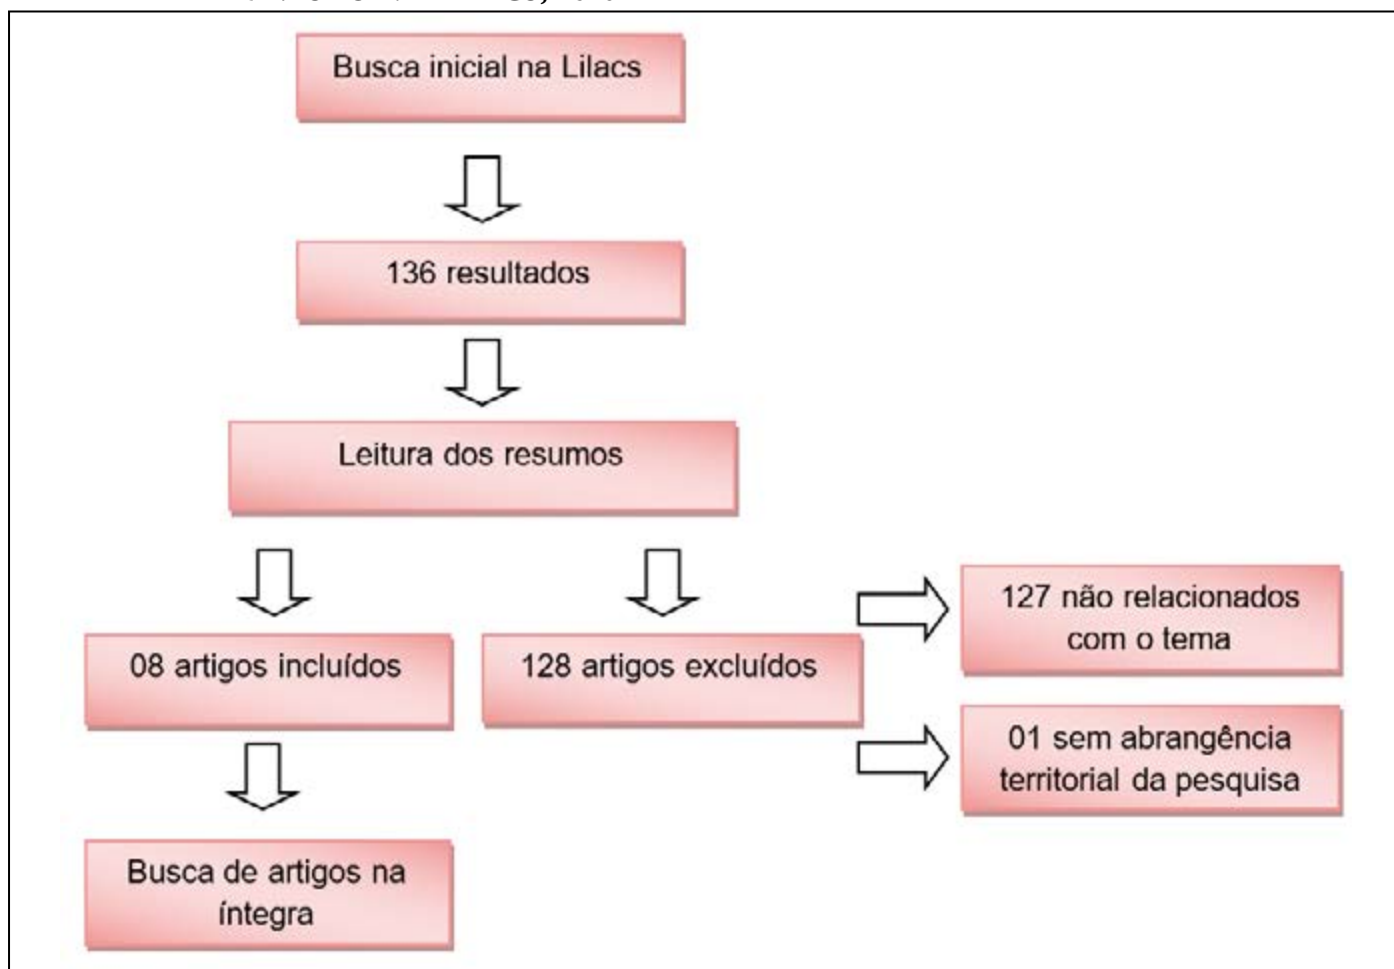 Busca inicial na Lilacs
136 resultados
Leitura dos resumos
08 artigos incluídos
128 artigos excluídos
127 não relacionados
com o tema
01 sem abrangência
territorial da pesquisa
Busca de artigos na
íntegra